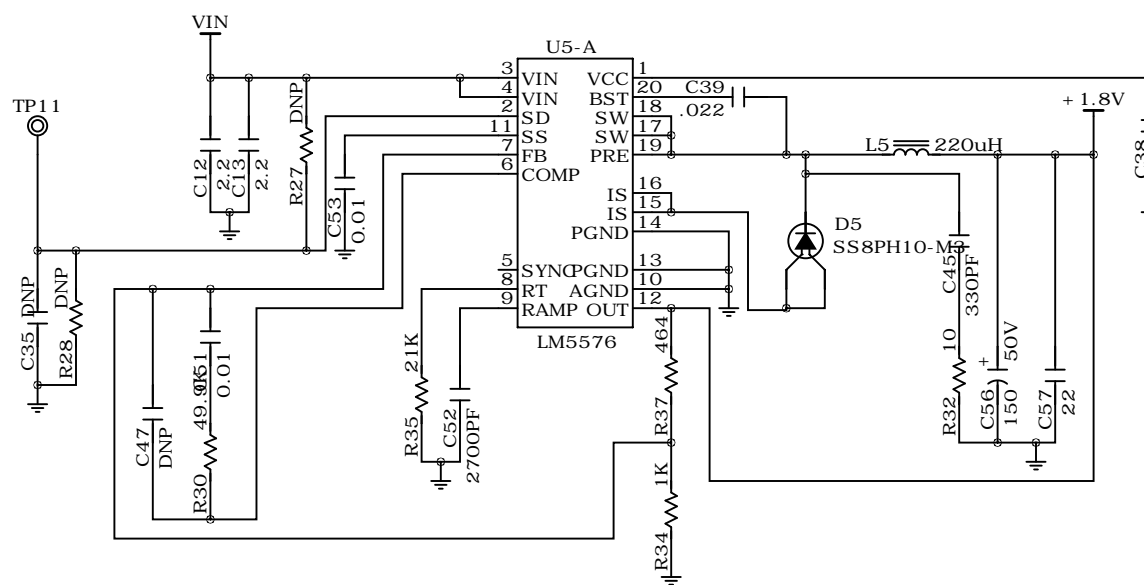 VIN
U5-A
TP11
3 VIN
4 VIN
2 SD
11 SS
7 FB
6 COMP
5 SYNC
8 RT
9 RAMP
VCC 1
BST 20
SW 18
SW 17
PRE 19
IS 16
IS 15
PGND 14
PGND 13
AGND 10
OUT 12
LM5576
C12
2.2
C13
2.2
R27
DNP
C53
0.01
C35
DNP
R28
DNP
C47
DNP
C51
0.01
R30
49.9K
R35
21K
C52
2700PF
C39
.022
R37
464
R34
1K
L5 220uH
D5
SS8PH10-M3
C45
330PF
R32
10
C56
150
50V
+
C57
22
+1.8V
C38